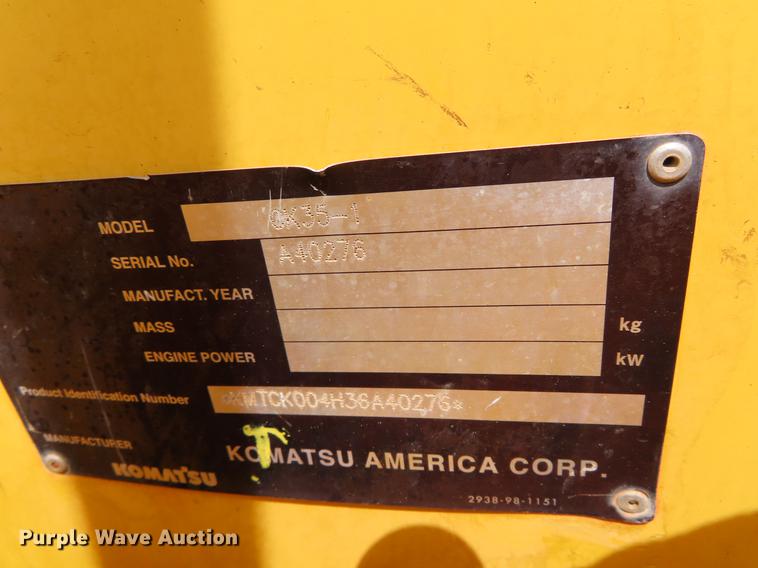 MODEL CK35-1
SERIAL No. A40276
MANUFACT. YEAR
MASS kg
ENGINE POWER kW
Product Identification Number *KMTCK004H36A40276*
MANUFACTURER
KOMATSU KOMATSU AMERICA CORP.
2938-98-1151
Purple Wave Auction